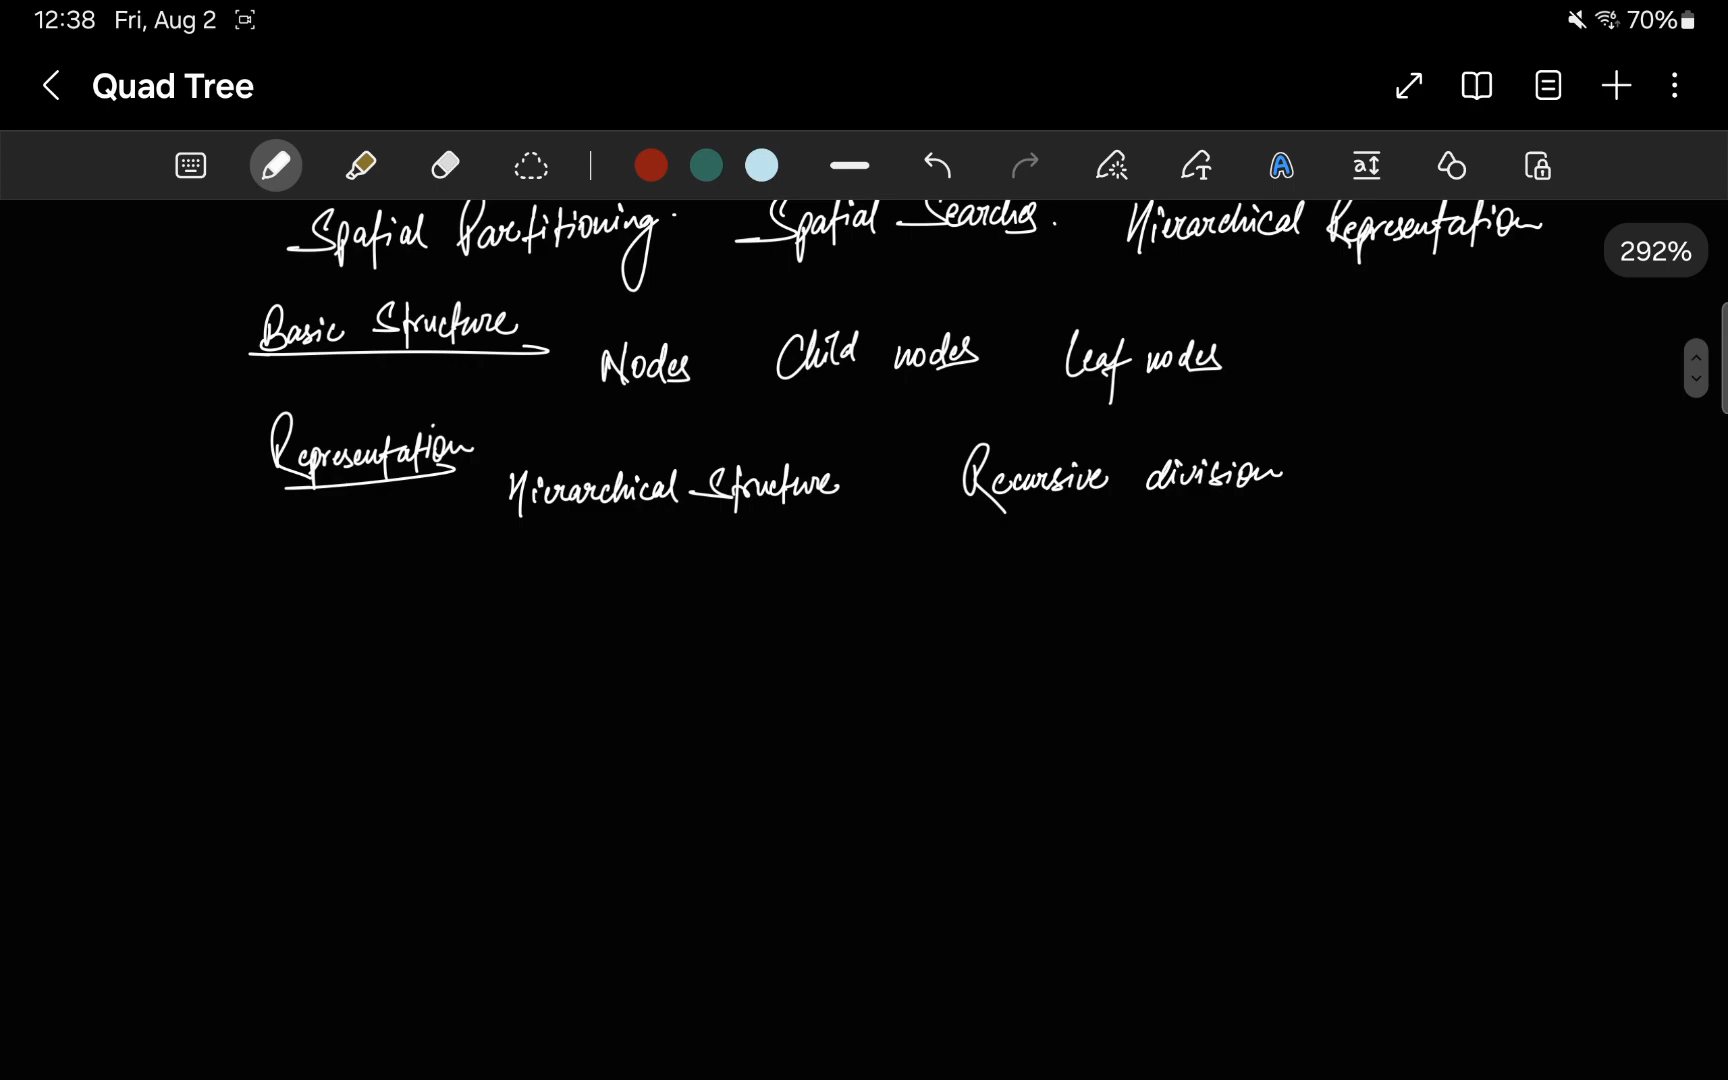 12:38 Fri, Aug 2 70%
Quad Tree
Spatial Partitioning. Spatial Searches. Hierarchical Representation
292%
Basic Structure
Nodes Child nodes Leaf nodes
Representation
Hierarchical Structure Recursive division